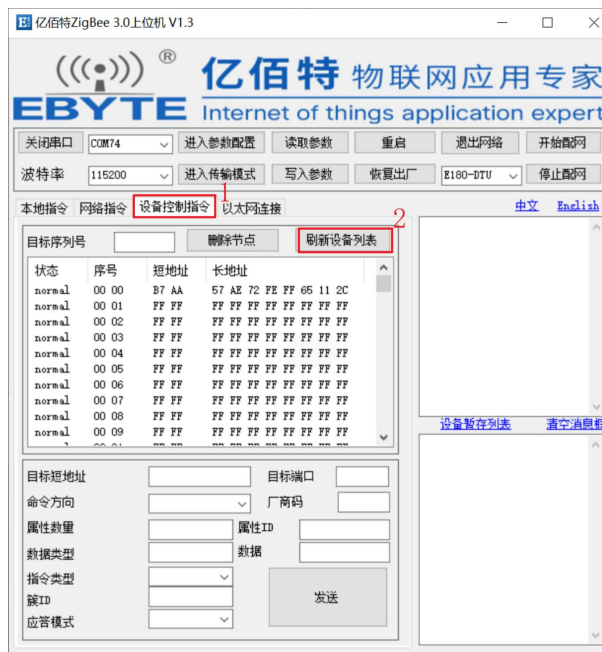 亿佰特ZigBee 3.0上位机 V1.3
®
亿佰特 物联网应用专家
EBYTE Internet of things application expert
关闭串口 COM74 进入参数配置 读取参数 重启 退出网络 开始配网
波特率 115200 进入传输模式 写入参数 恢复出厂 E180-DTU 停止配网
1
本地指令 网络指令 设备控制指令 以太网连接 中文 English
2
目标序列号 删除节点 刷新设备列表
状态 序号 短地址 长地址
normal 00 00 B7 AA 57 AE 72 FE FF 65 11 2C
normal 00 01 FF FF FF FF FF FF FF FF FF FF
normal 00 02 FF FF FF FF FF FF FF FF FF FF
normal 00 03 FF FF FF FF FF FF FF FF FF FF
normal 00 04 FF FF FF FF FF FF FF FF FF FF
normal 00 05 FF FF FF FF FF FF FF FF FF FF
normal 00 06 FF FF FF FF FF FF FF FF FF FF
normal 00 07 FF FF FF FF FF FF FF FF FF FF
normal 00 08 FF FF FF FF FF FF FF FF FF FF
normal 00 09 FF FF FF FF FF FF FF FF FF FF
设备暂存列表 清空消息框
目标短地址 目标端口
命令方向 厂商码
属性数量 属性ID
数据类型 数据
指令类型
发送
簇ID
应答模式